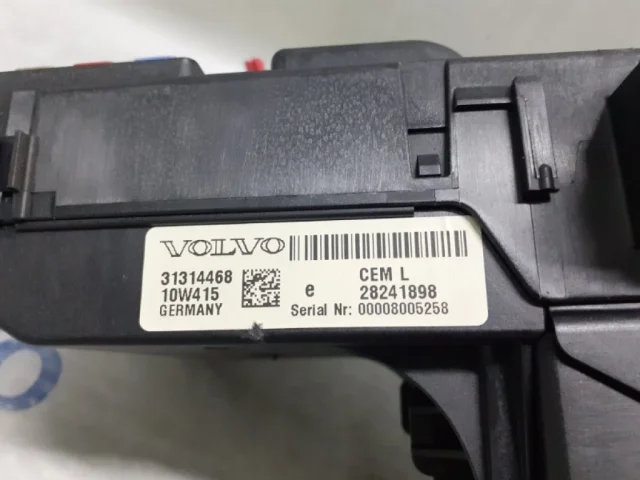 VOLVO
31314468
10W415
GERMANY
e
CEM L
28241898
Serial Nr: 00008005258